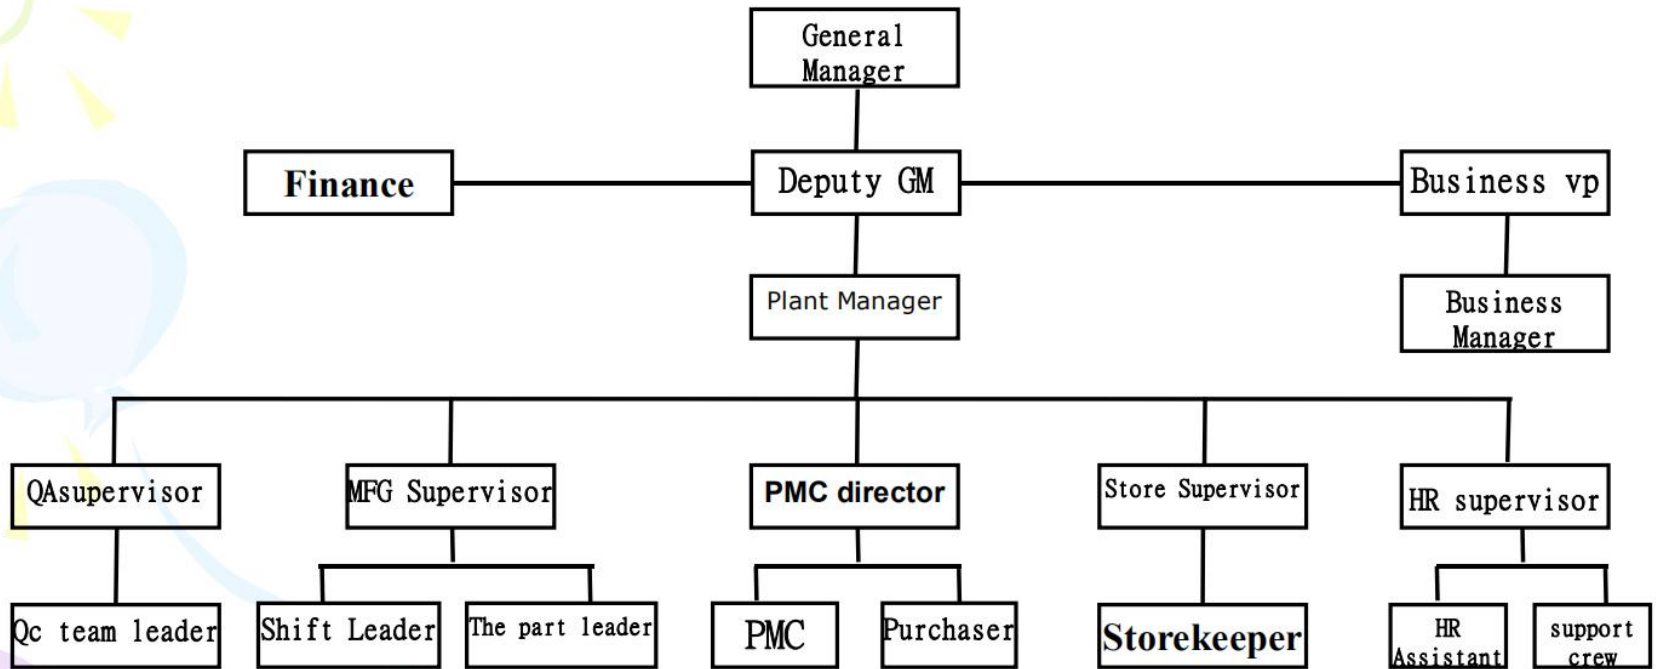 General
Manager
Finance
Deputy GM
Business vp
Plant Manager
Business
Manager
QAsupervisor
MFG Supervisor
PMC director
Store Supervisor
HR supervisor
Qc team leader
Shift Leader
The part leader
PMC
Purchaser
Storekeeper
HR
Assistant
support
crew